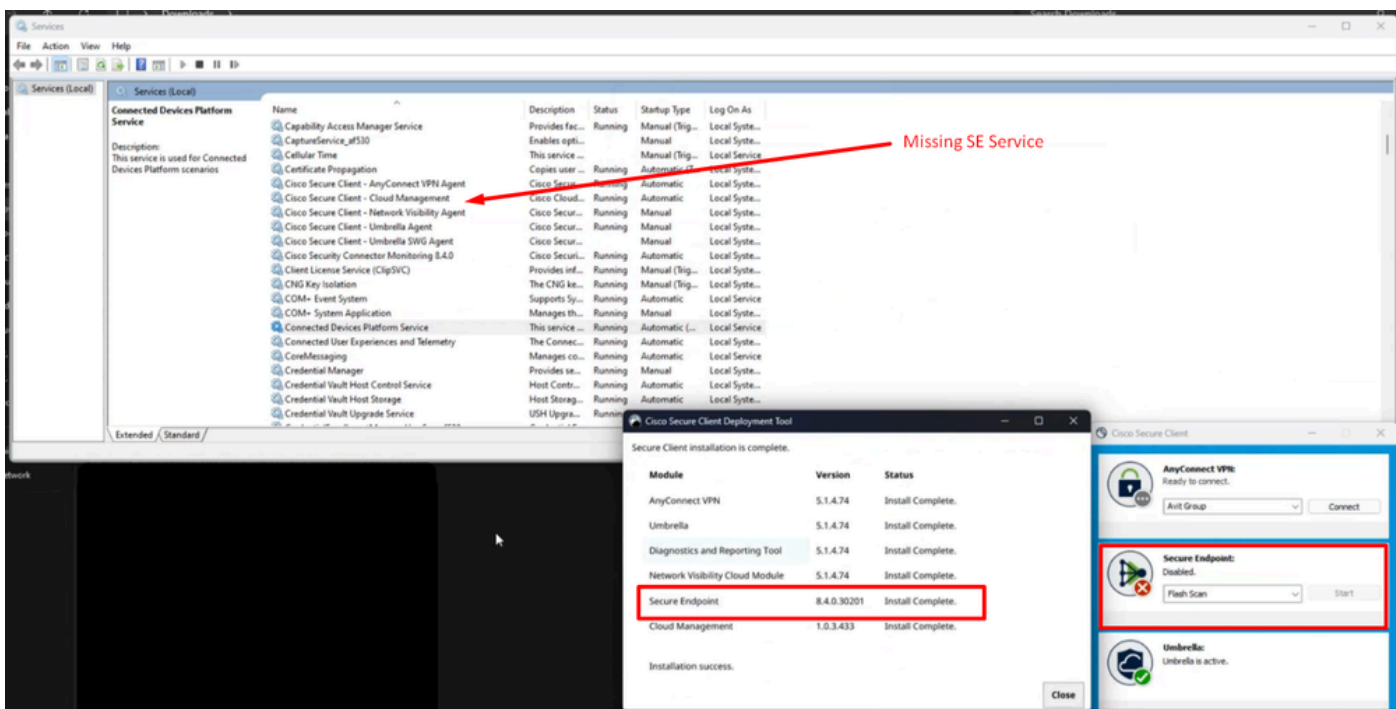 Downloads
Search Downloads
Services
File Action View Help
Services (Local)
Services (Local)
Connected Devices Platform
Service
Description:
This service is used for Connected
Devices Platform scenarios
Name Description Status Startup Type Log On As
Capability Access Manager Service Provides fac... Running Manual (Trig... Local Syste...
CaptureService_af530 Enables opti... Manual Local Syste...
Cellular Time This service ... Manual (Trig... Local Service
Certificate Propagation Copies user ... Running Automatic (T... Local Syste...
Cisco Secure Client - AnyConnect VPN Agent Cisco Secur... Running Automatic Local Syste...
Cisco Secure Client - Cloud Management Cisco Cloud... Running Automatic Local Syste...
Cisco Secure Client - Network Visibility Agent Cisco Secur... Running Manual Local Syste...
Cisco Secure Client - Umbrella Agent Cisco Secur... Running Manual Local Syste...
Cisco Secure Client - Umbrella SWG Agent Cisco Secur... Manual Local Syste...
Cisco Security Connector Monitoring 8.4.0 Cisco Securi... Running Automatic Local Syste...
Client License Service (ClipSVC) Provides inf... Running Manual (Trig... Local Syste...
CNG Key Isolation The CNG ke... Running Manual (Trig... Local Syste...
COM+ Event System Supports Sy... Running Automatic Local Service
COM+ System Application Manages th... Running Manual Local Syste...
Connected Devices Platform Service This service ... Running Automatic (... Local Service
Connected User Experiences and Telemetry The Connec... Running Automatic Local Syste...
CoreMessaging Manages co... Running Automatic Local Service
Credential Manager Provides se... Running Manual Local Syste...
Credential Vault Host Control Service Host Contr... Running Automatic Local Syste...
Credential Vault Host Storage Host Storag... Running Automatic Local Syste...
Credential Vault Upgrade Service USH Upgra... Running
Extended Standard
Missing SE Service
Cisco Secure Client Deployment Tool
Secure Client installation is complete.
Module Version Status
AnyConnect VPN 5.1.4.74 Install Complete.
Umbrella 5.1.4.74 Install Complete.
Diagnostics and Reporting Tool 5.1.4.74 Install Complete.
Network Visibility Cloud Module 5.1.4.74 Install Complete.
Secure Endpoint 8.4.0.30201 Install Complete.
Cloud Management 1.0.3.433 Install Complete.
Installation success.
Close
Cisco Secure Client
AnyConnect VPN:
Ready to connect.
Avit Group Connect
Secure Endpoint:
Disabled.
Flash Scan Start
Umbrella:
Umbrella is active.